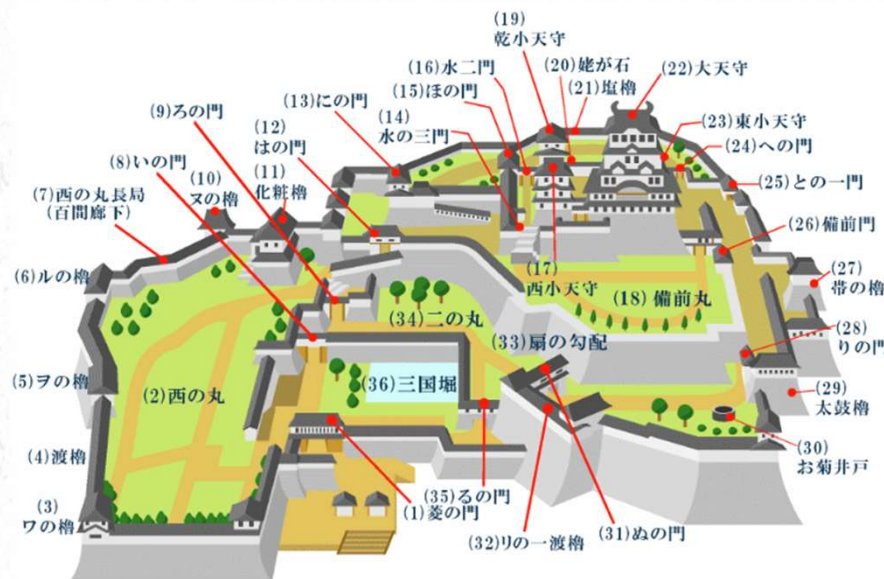 (19)
乾小天守
(20)姥が石
(21)塩櫓
(22)大天守
(16)水二門
(15)ほの門
(14)
水の三門
(13)にの門
(12)
はの門
(11)
化粧櫓
(9)ろの門
(8)いの門
(10)
ヌの櫓
(7)西の丸長局
(百間廊下)
(23)東小天守
(24)への門
(25)との一門
(26)備前門
(27)
帯の櫓
(28)
りの門
(29)
太鼓櫓
(30)
お菊井戸
(6)ルの櫓
(5)ヲの櫓
(4)渡櫓
(3)
ワの櫓
(2)西の丸
(17)
西小天守
(18)備前丸
(34)二の丸
(33)扇の勾配
(36)三国堀
(35)るの門
(1)菱の門
(32)リの一渡櫓
(31)ぬの門